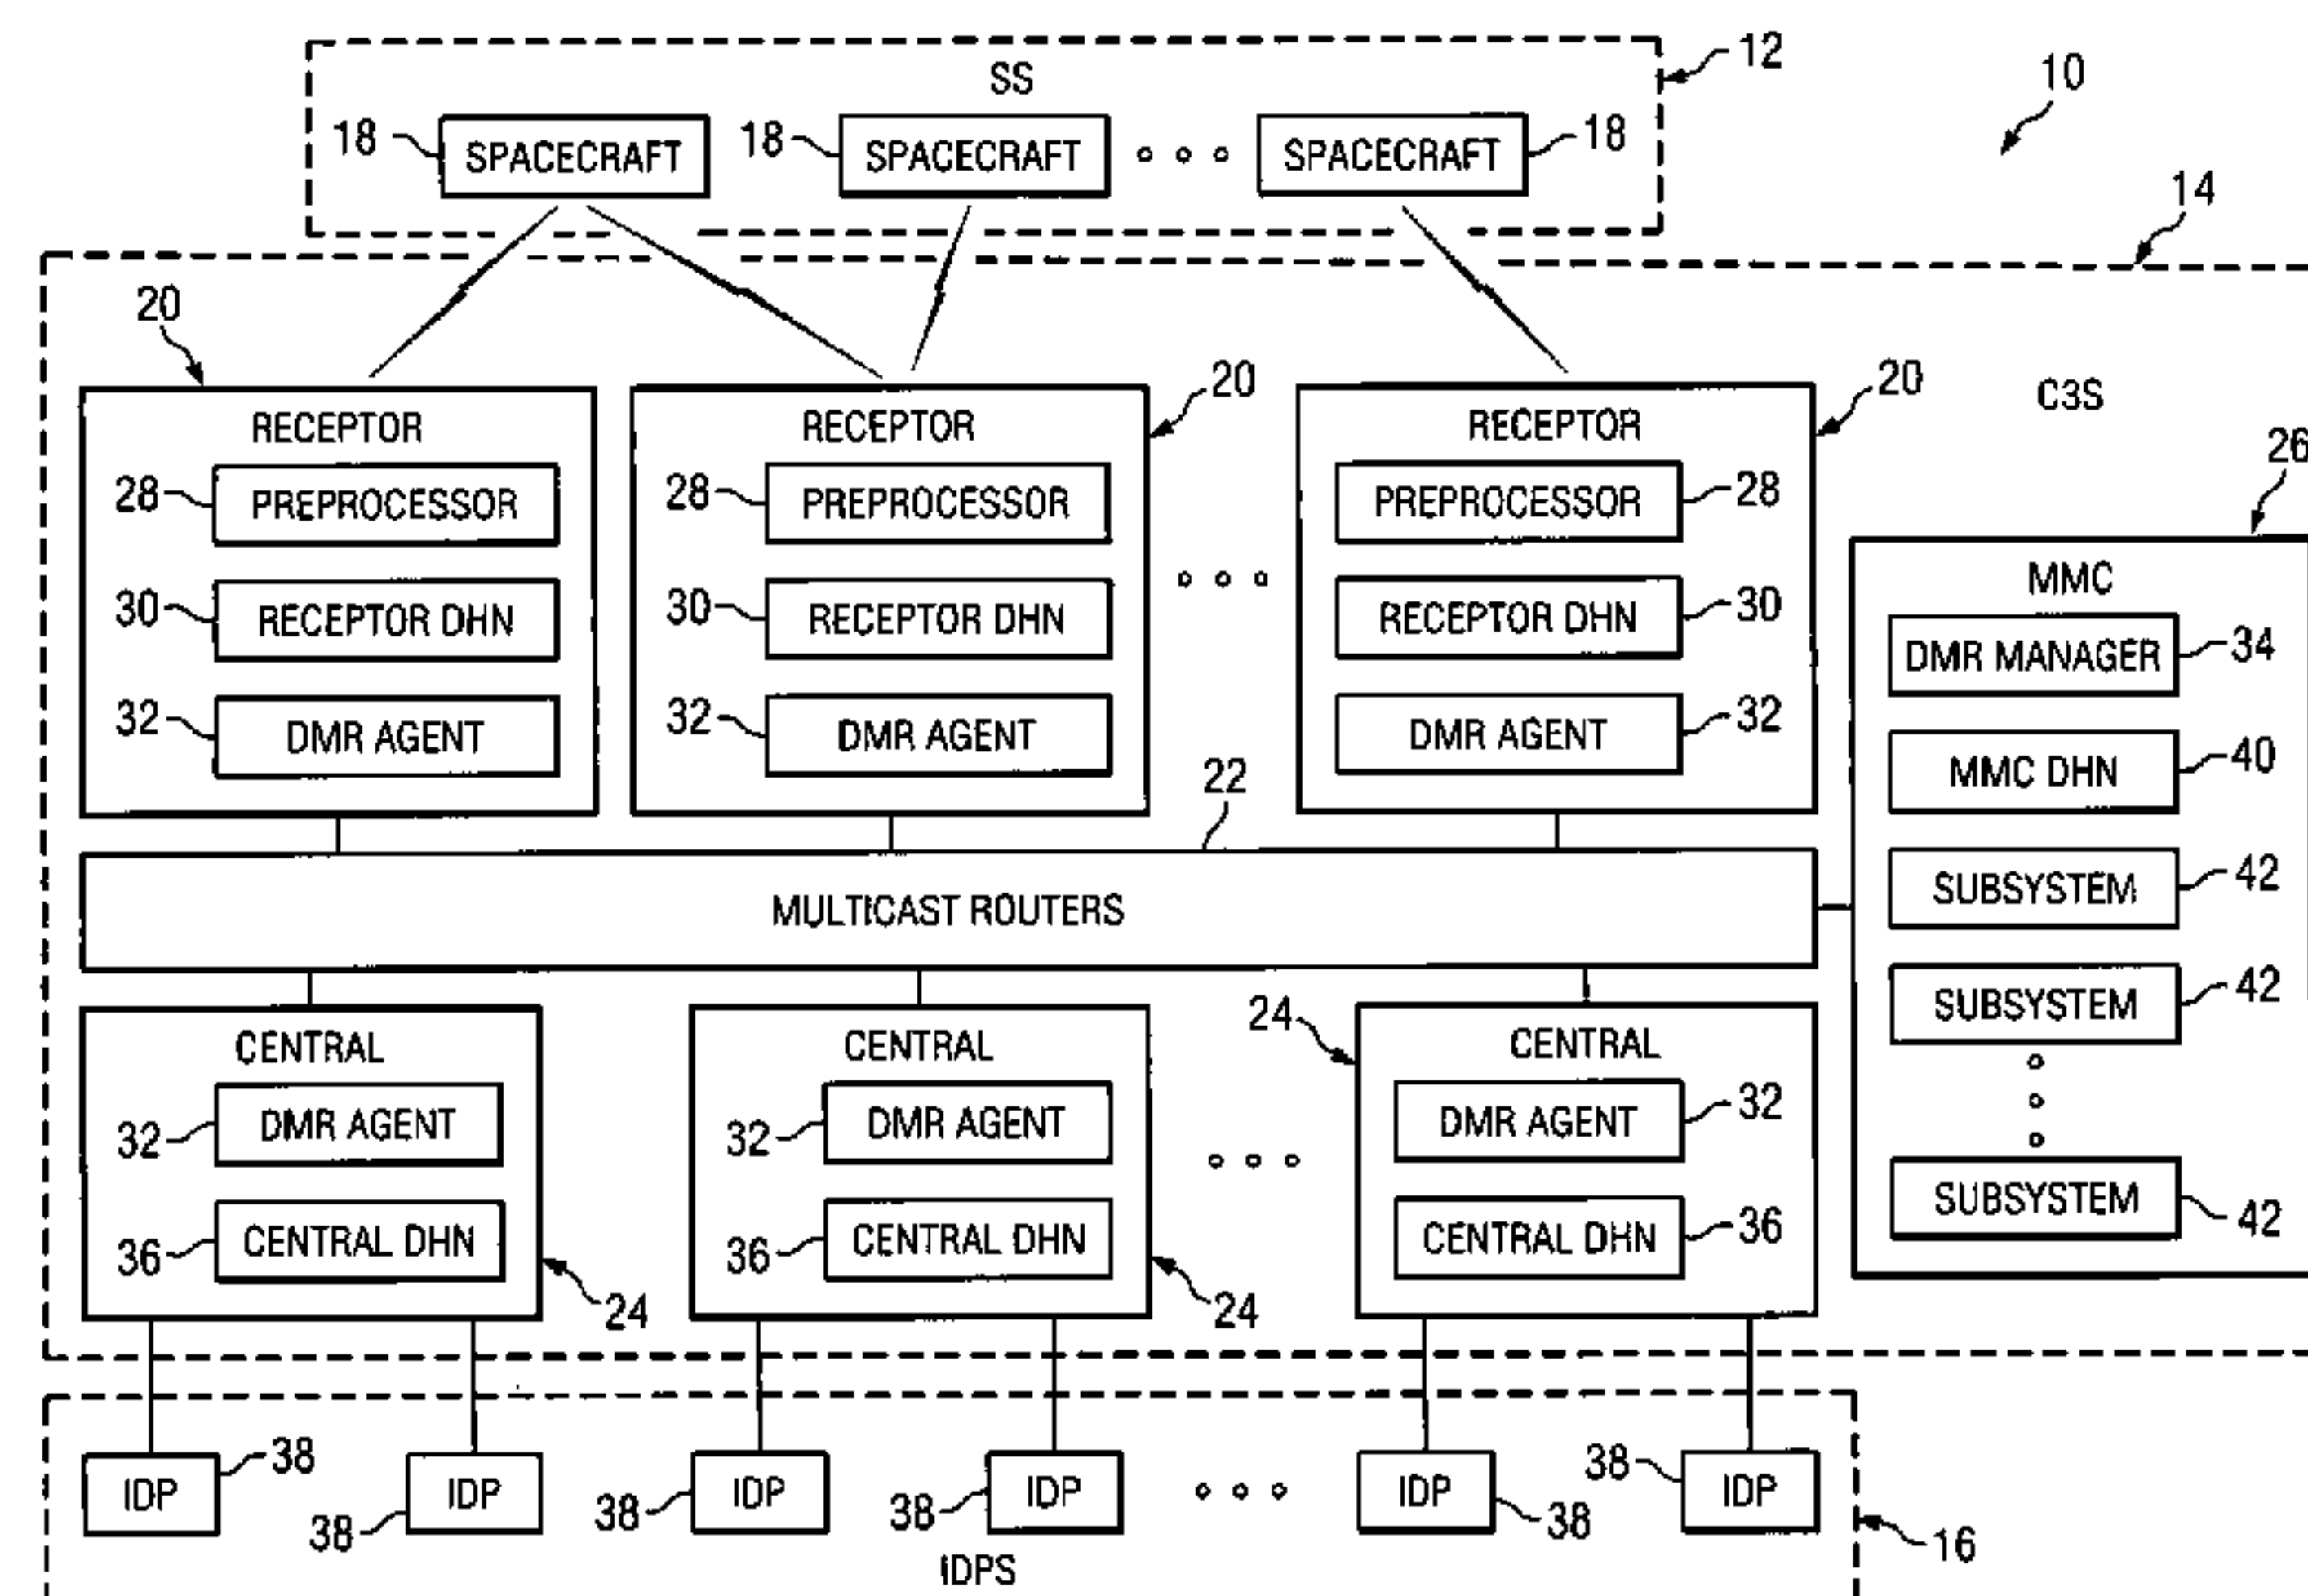 12
SS
10
18 SPACECRAFT 18 SPACECRAFT SPACECRAFT 18
14
20
20 20 C3S
26
RECEPTOR RECEPTOR RECEPTOR
28 PREPROCESSOR 28 PREPROCESSOR PREPROCESSOR 28
MMC
30 RECEPTOR DHN 30 RECEPTOR DHN RECEPTOR DHN 30
DMR MANAGER 34
32 DMR AGENT 32 DMR AGENT DMR AGENT 32
MMC DHN 40
22
SUBSYSTEM 42
MULTICAST ROUTERS
SUBSYSTEM 42
24
CENTRAL CENTRAL CENTRAL
32 DMR AGENT 32 DMR AGENT DMR AGENT 32
SUBSYSTEM 42
36 CENTRAL DHN 36 CENTRAL DHN CENTRAL DHN 36
24 24
IDP 38 38 IDP 38 IDP 38 IDP IDP 38 38 IDP
16
IDPS